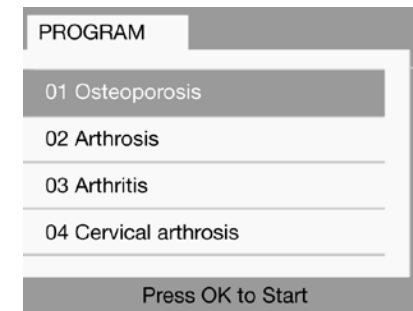 PROGRAM
01 Osteoporosis
02 Arthrosis
03 Arthritis
04 Cervical arthrosis
Press OK to Start